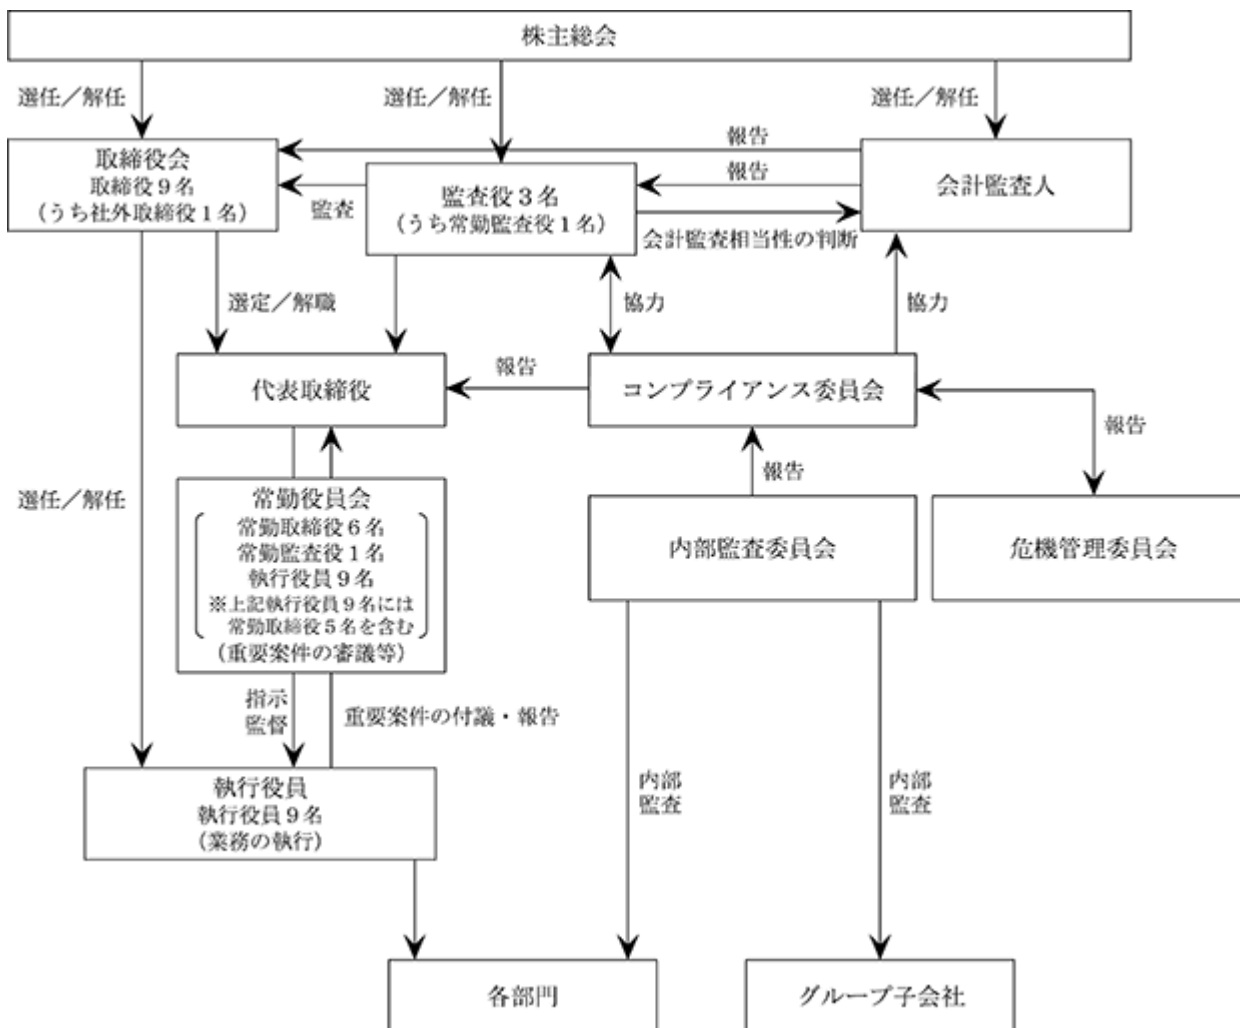 株主総会
選任／解任
選任／解任
選任／解任
取締役会
取締役９名
（うち社外取締役１名）
監査
監査役３名
（うち常勤監査役１名）
報告
報告
会計監査相当性の判断
会計監査人
選定／解職
協力
協力
代表取締役
報告
コンプライアンス委員会
報告
選任／解任
常勤役員会
常勤取締役６名
常勤監査役１名
執行役員９名
※上記執行役員９名には
常勤取締役５名を含む
（重要案件の審議等）
報告
内部監査委員会
危機管理委員会
指示
監督
重要案件の付議・報告
執行役員
執行役員９名
（業務の執行）
内部
監査
内部
監査
各部門
グループ子会社